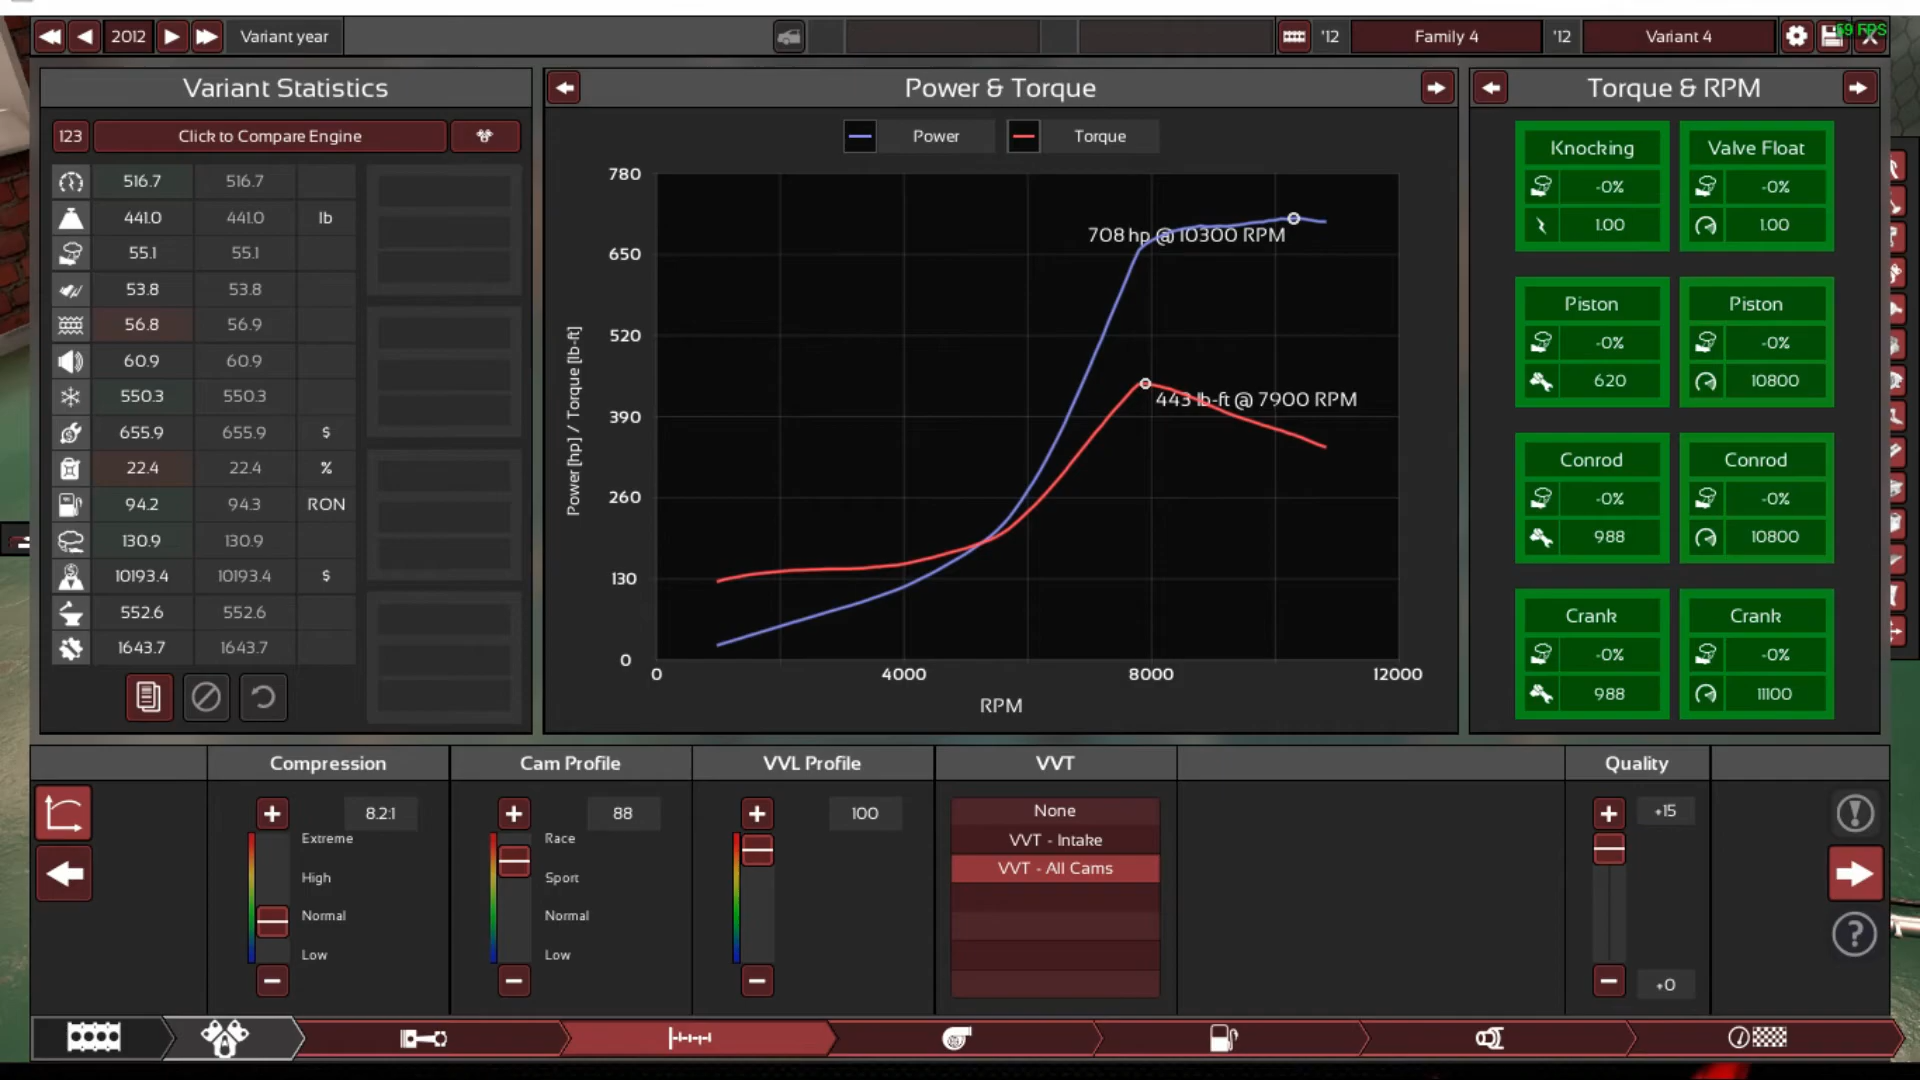 2012
Variant year
'12
Family 4
'12
Variant 4
59 FPS
Variant Statistics
123
Click to Compare Engine
516.7 516.7
441.0 441.0 lb
55.1 55.1
53.8 53.8
56.8 56.9
60.9 60.9
550.3 550.3
655.9 655.9 $
22.4 22.4 %
94.2 94.3 RON
130.9 130.9
10193.4 10193.4 $
552.6 552.6
1643.7 1643.7
Power & Torque
Power
Torque
780
650
520
390
260
130
0
Power [hp] / Torque [lb-ft]
708 hp @ 10300 RPM
443 lb-ft @ 7900 RPM
0 4000 8000 12000
RPM
Torque & RPM
Knocking Valve Float
-0% -0%
1.00 1.00
Piston Piston
-0% -0%
620 10800
Conrod Conrod
-0% -0%
988 10800
Crank Crank
-0% -0%
988 11100
Compression
8.2:1
Extreme
High
Normal
Low
Cam Profile
88
Race
Sport
Normal
Low
VVL Profile
100
VVT
None
VVT - Intake
VVT - All Cams
Quality
+15
+0